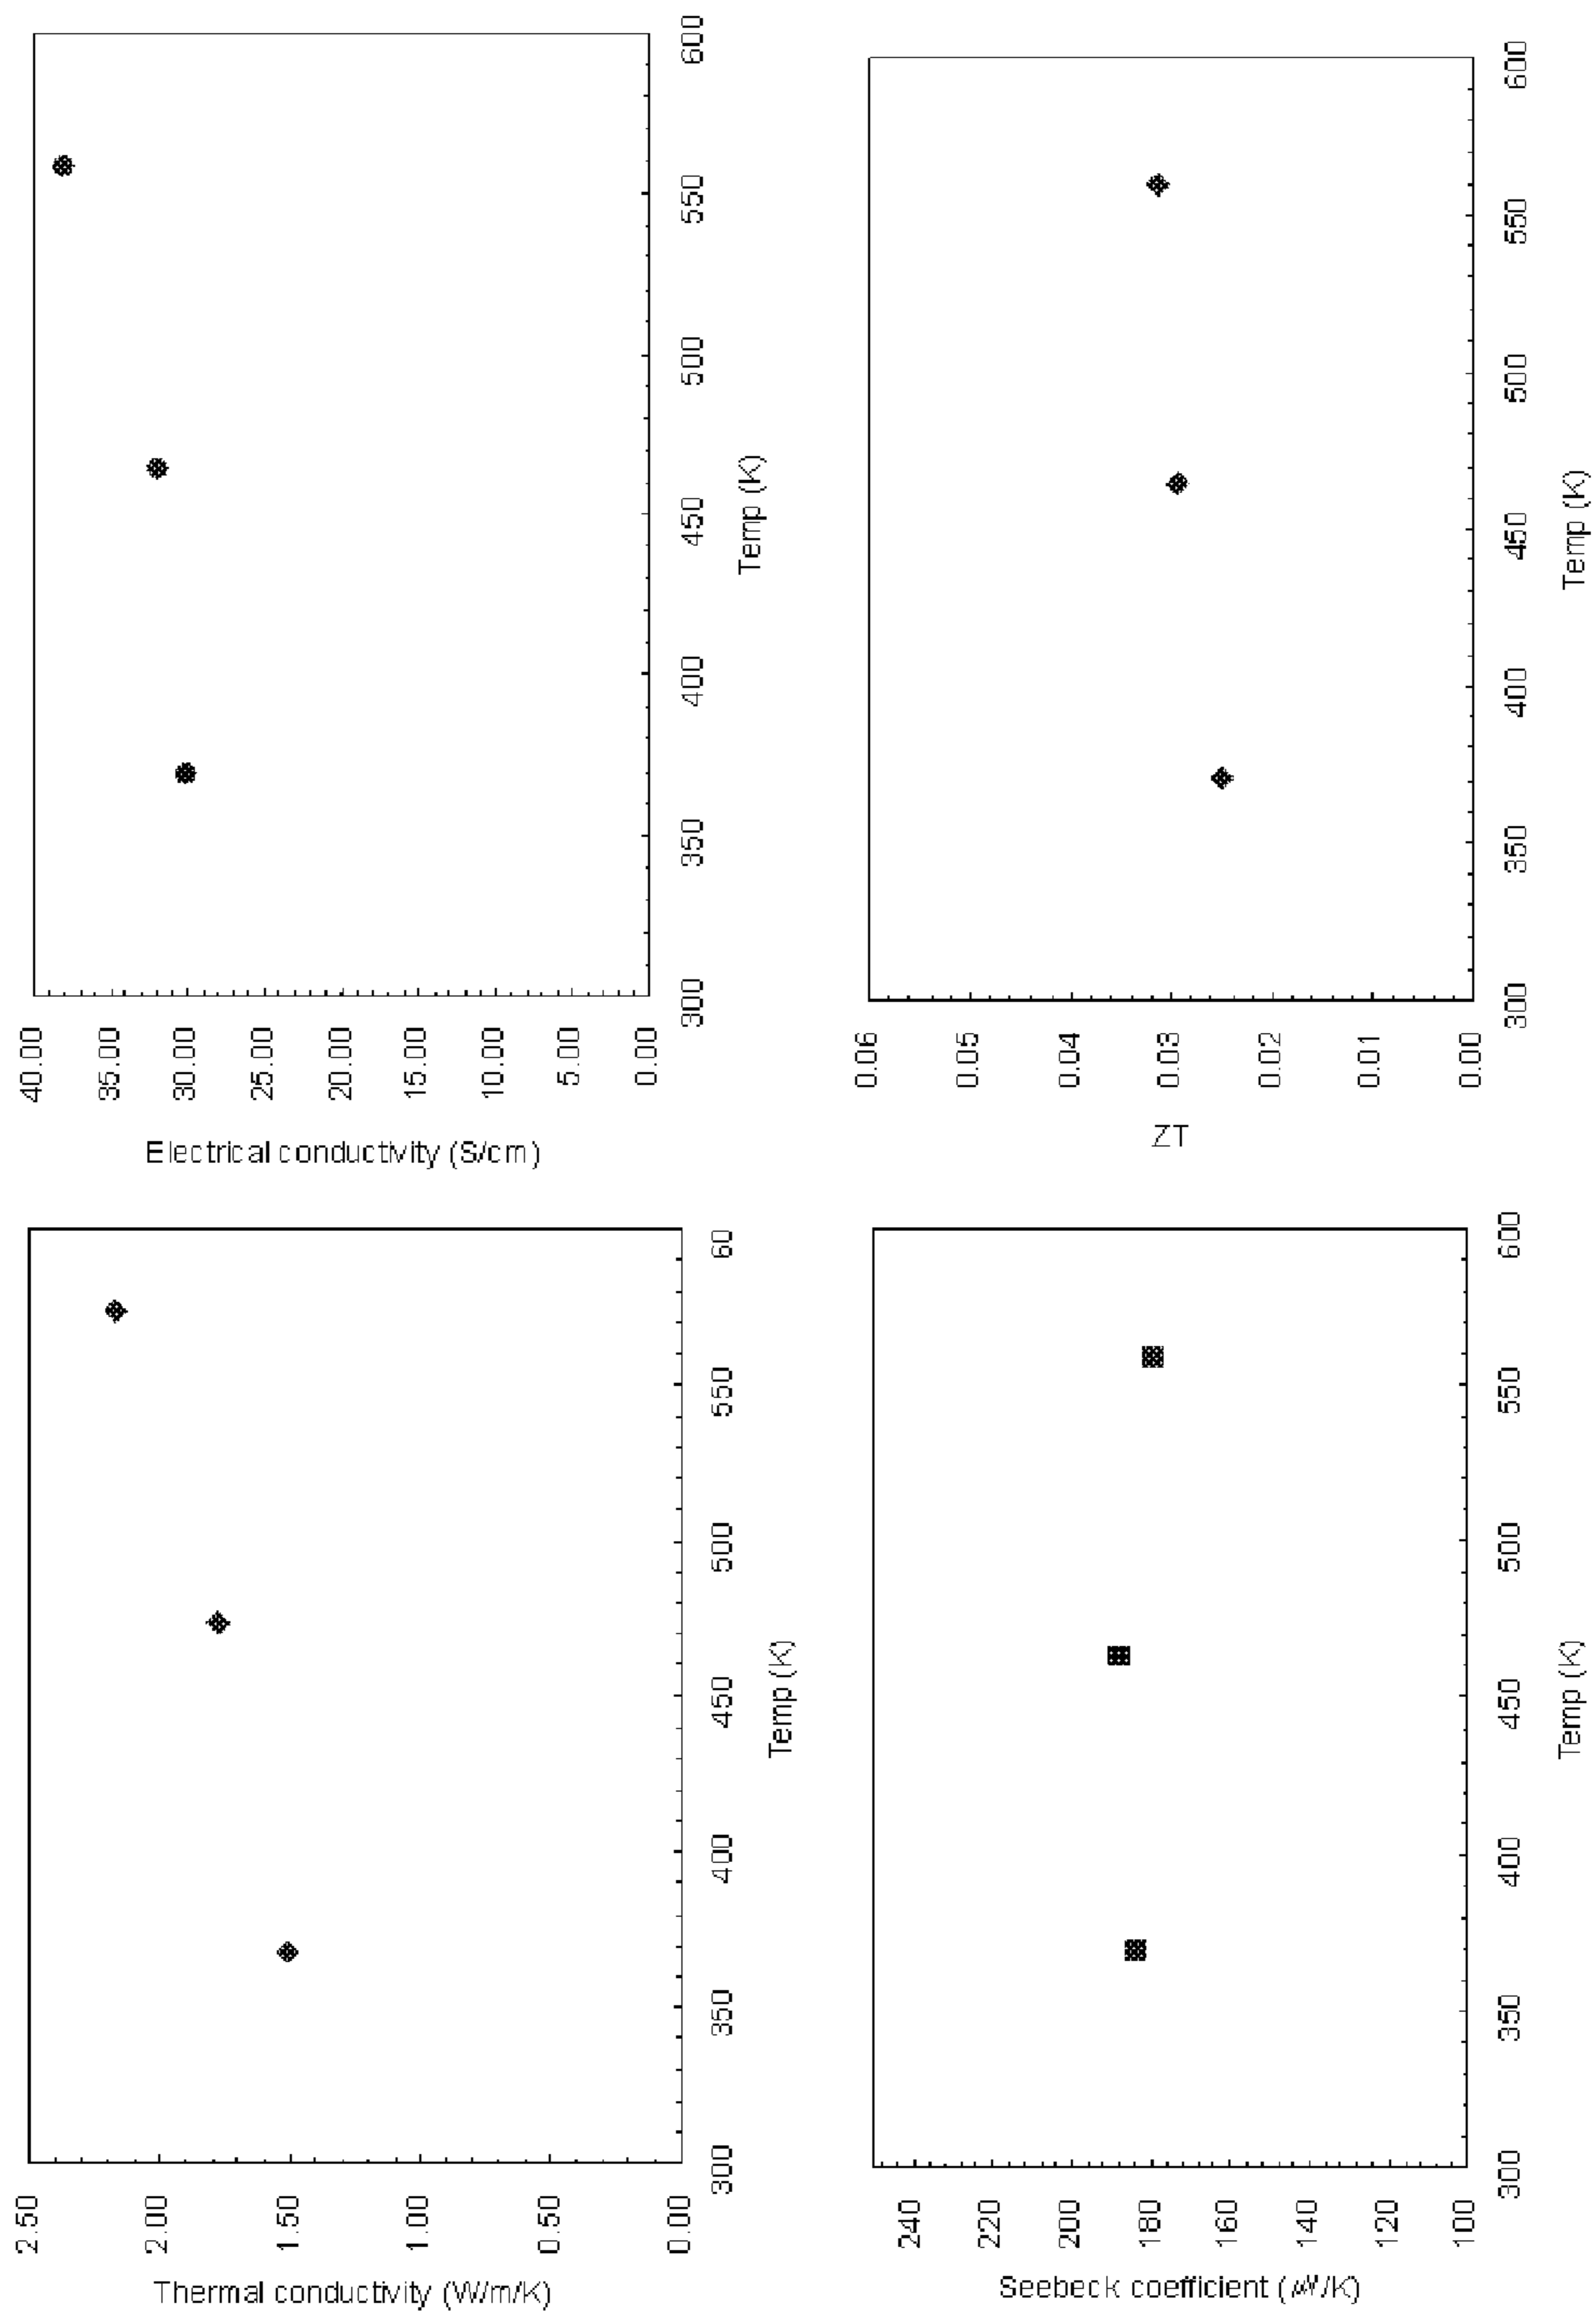 Thermal conductivity (W/m/K)
2.50
2.00
1.50
1.00
0.50
0.00
300 350 400 450 500 550 60
Temp (K)
Electrical conductivity (S/cm)
40.00
35.00
30.00
25.00
20.00
15.00
10.00
5.00
0.00
300 350 400 450 500 550 600
Temp (K)
Seebeck coefficient (μV/K)
240
220
200
180
160
140
120
100
300 350 400 450 500 550 600
Temp (K)
ZT
0.06
0.05
0.04
0.03
0.02
0.01
0.00
300 350 400 450 500 550 600
Temp (K)